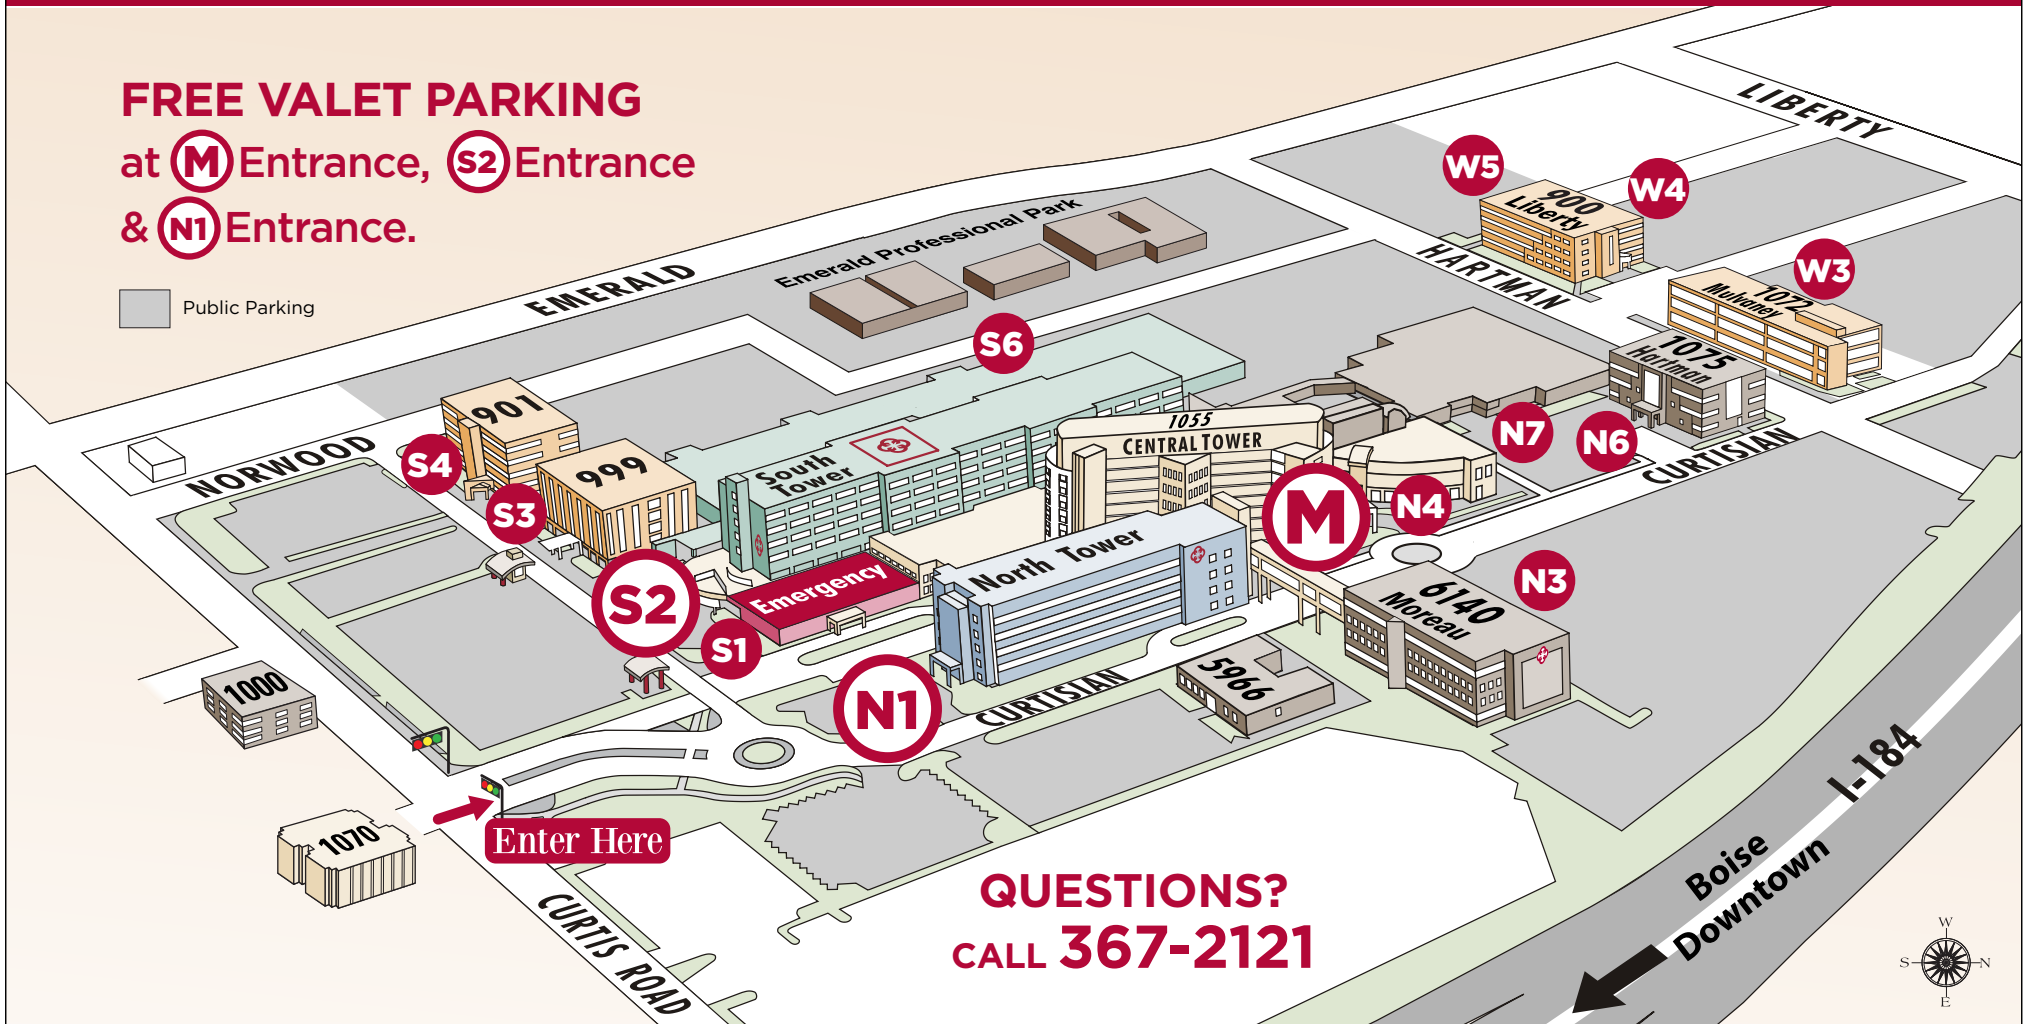 FREE VALET PARKING
at M Entrance, S2 Entrance
& N1 Entrance.
Public Parking
LIBERTY
W5
W4
900
Liberty
Emerald Professional Park
EMERALD
HARTMAN
W3
1072
Mulvaney
S6
1075
Hartman
901
NORWOOD
S4
999
S3
South
Tower
1055
CENTRAL TOWER
N7
N6
CURTISIAN
M
N4
North Tower
Emergency
S2
S1
N3
6140
Moreau
5966
1000
N1
CURTISIAN
I-184
1070
Enter Here
CURTIS ROAD
QUESTIONS?
CALL 367-2121
Boise
Downtown
W
S
N
E